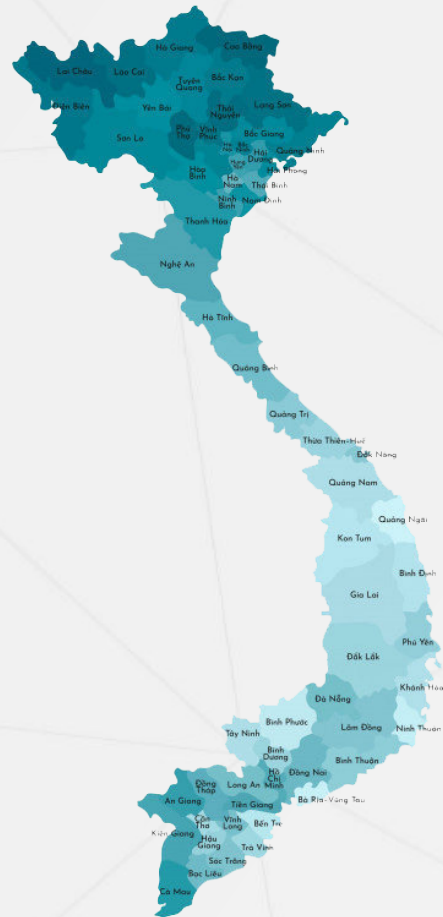 Hà Giang
Cao Bằng
Lai Châu
Lào Cai
Tuyên
Quang
Bắc Kạn
Điện Biên
Yên Bái
Thái
Nguyên
Lạng Sơn
Sơn La
Phú
Thọ
Vĩnh
Phúc
Bắc Giang
Quảng Ninh
Hải
Dương
Hải Phòng
Hòa
Bình
Hà
Nam
Thái Bình
Ninh
Bình
Nam Định
Thanh Hóa
Nghệ An
Hà Tĩnh
Quảng Bình
Quảng Trị
Thừa Thiên-Huế
Quảng Nam
Quảng Ngãi
Kon Tum
Bình Định
Gia Lai
Phú Yên
Đắk Lắk
Khánh Hòa
Đà Nẵng
Bình Phước
Lâm Đồng
Ninh Thuận
Tây Ninh
Bình
Dương
Bình Thuận
Hồ
Chí
Minh
Đồng Nai
Đồng
Tháp
Long An
Bà Rịa-Vũng Tàu
An Giang
Tiền Giang
Cần
Thơ
Vĩnh
Long
Bến Tre
Kiên Giang
Hậu
Giang
Trà Vinh
Sóc Trăng
Bạc Liêu
Cà Mau